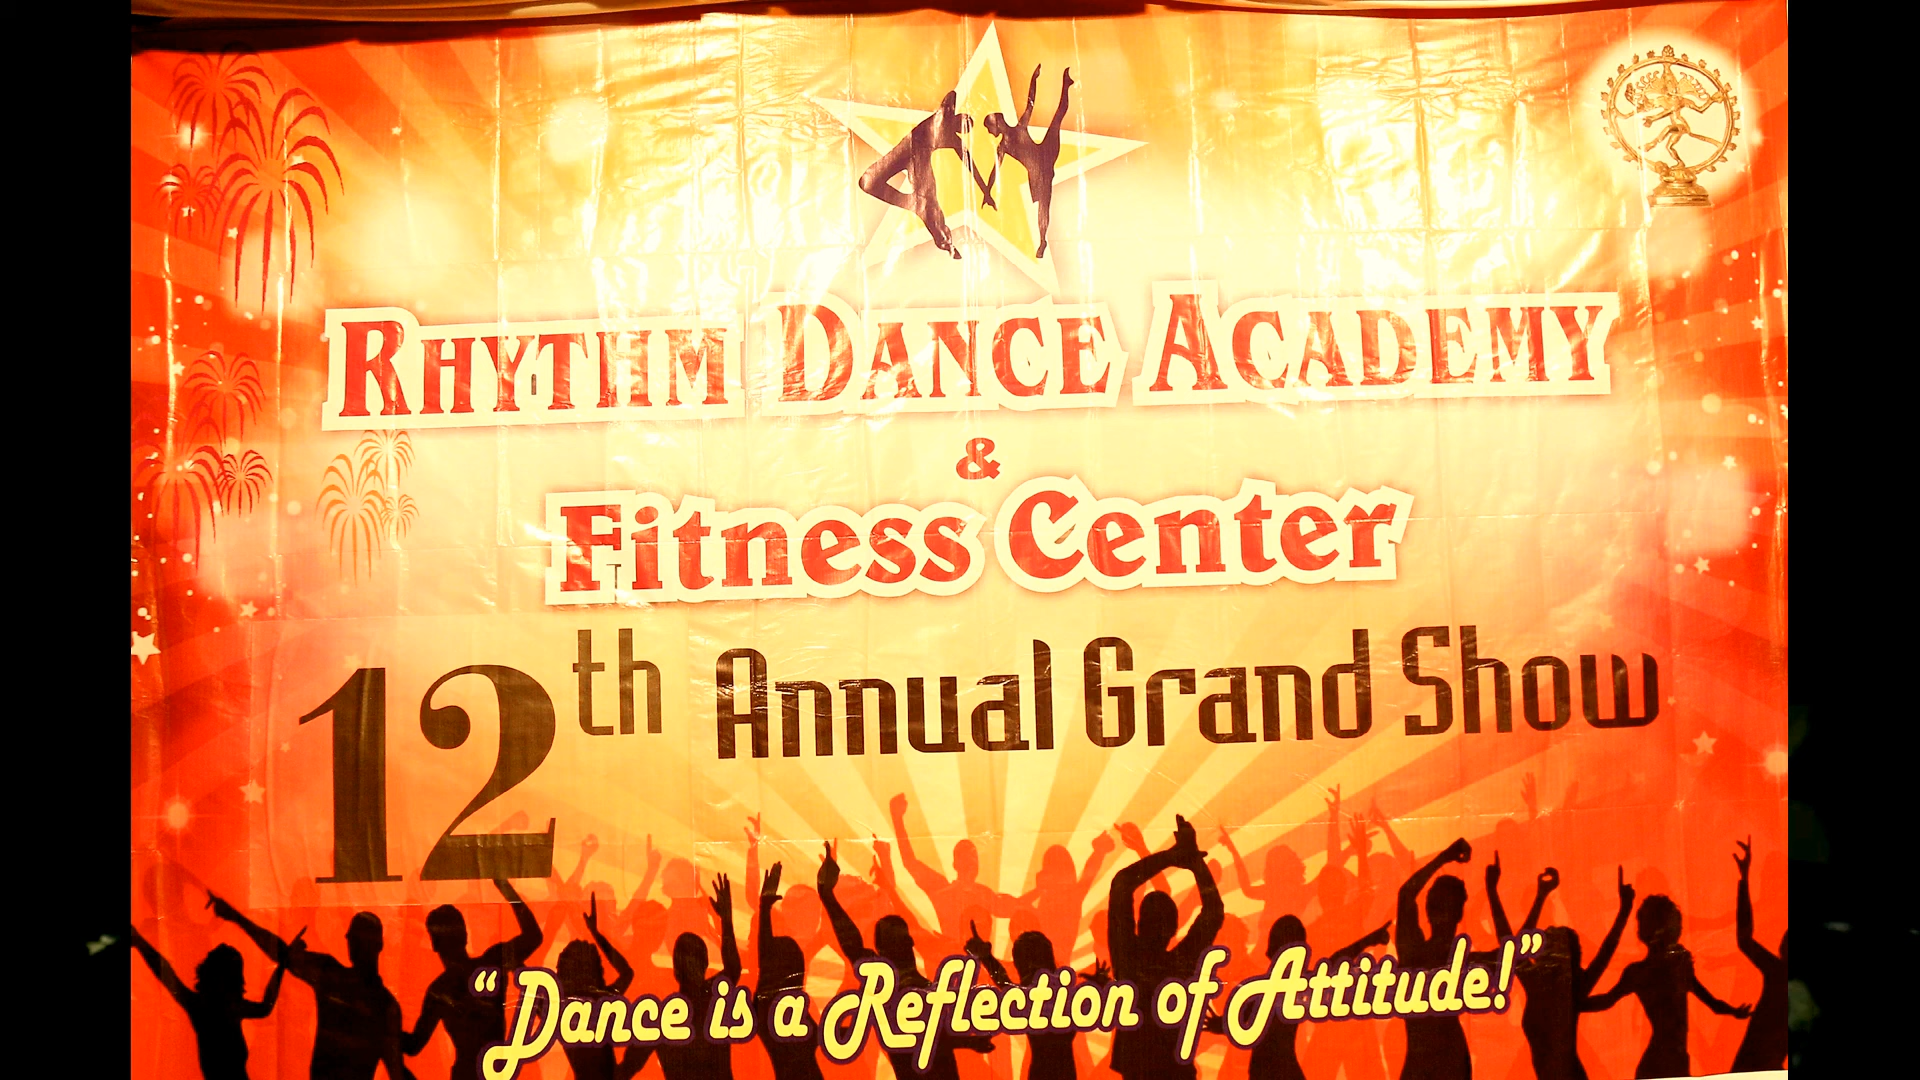 RHYTHM DANCE ACADEMY
&
Fitness Center
12th Annual Grand Show
"Dance is a Reflection of Attitude!"